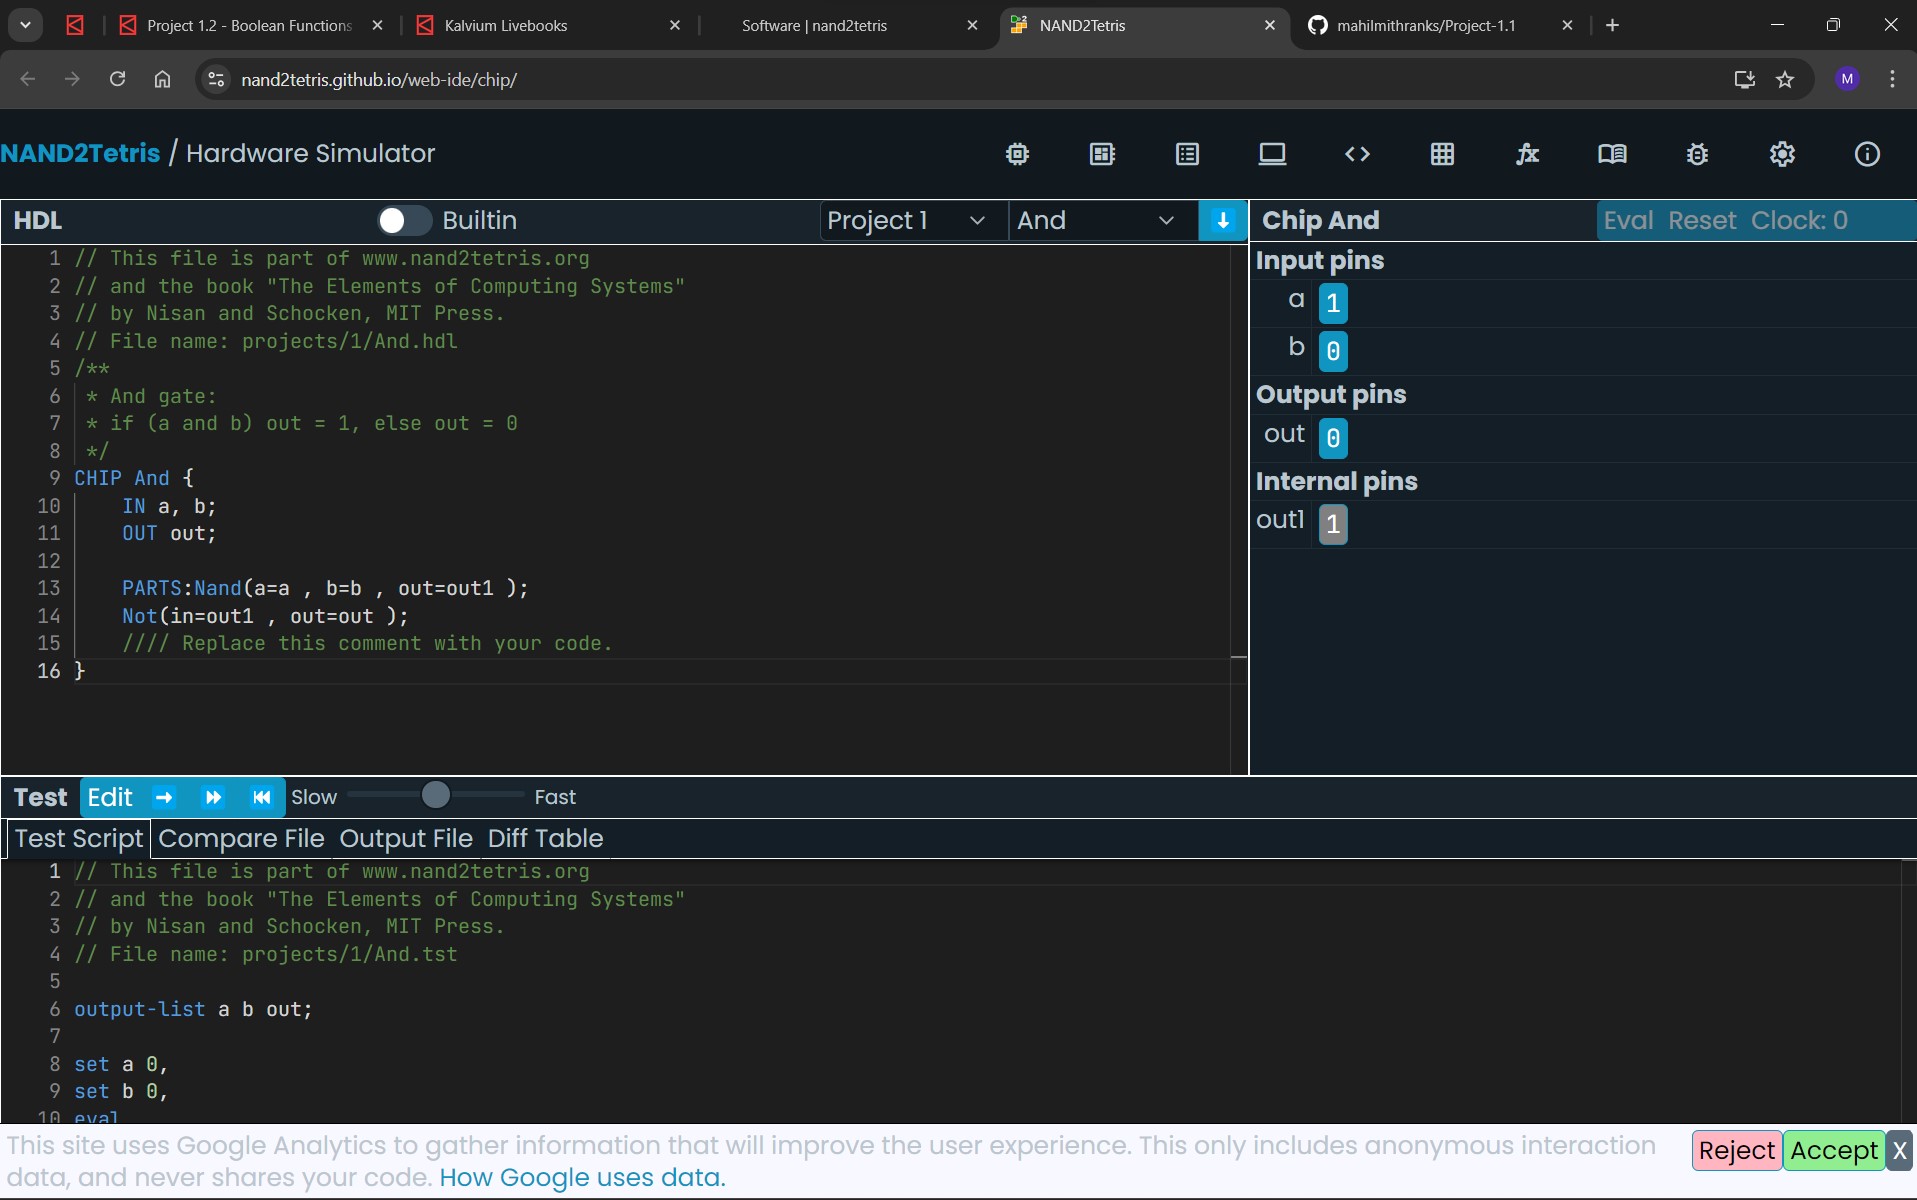 Project 1.2 - Boolean Functions
Kalvium Livebooks
Software | nand2tetris
NAND2Tetris
mahilmithranks/Project-1.1
nand2tetris.github.io/web-ide/chip/
M
NAND2Tetris / Hardware Simulator
HDL Builtin Project 1 And
Chip And Eval Reset Clock: 0
1 // This file is part of www.nand2tetris.org
2 // and the book "The Elements of Computing Systems"
3 // by Nisan and Schocken, MIT Press.
4 // File name: projects/1/And.hdl
5 /**
6 * And gate:
7 * if (a and b) out = 1, else out = 0
8 */
9 CHIP And {
10 IN a, b;
11 OUT out;
12
13 PARTS:Nand(a=a , b=b , out=out1 );
14 Not(in=out1 , out=out );
15 //// Replace this comment with your code.
16 }
Input pins
a 1
b 0
Output pins
out 0
Internal pins
out1 1
Test Edit Slow Fast
Test Script Compare File Output File Diff Table
1 // This file is part of www.nand2tetris.org
2 // and the book "The Elements of Computing Systems"
3 // by Nisan and Schocken, MIT Press.
4 // File name: projects/1/And.tst
5
6 output-list a b out;
7
8 set a 0,
9 set b 0,
10 eval
This site uses Google Analytics to gather information that will improve the user experience. This only includes anonymous interaction
data, and never shares your code. How Google uses data.
Reject Accept X